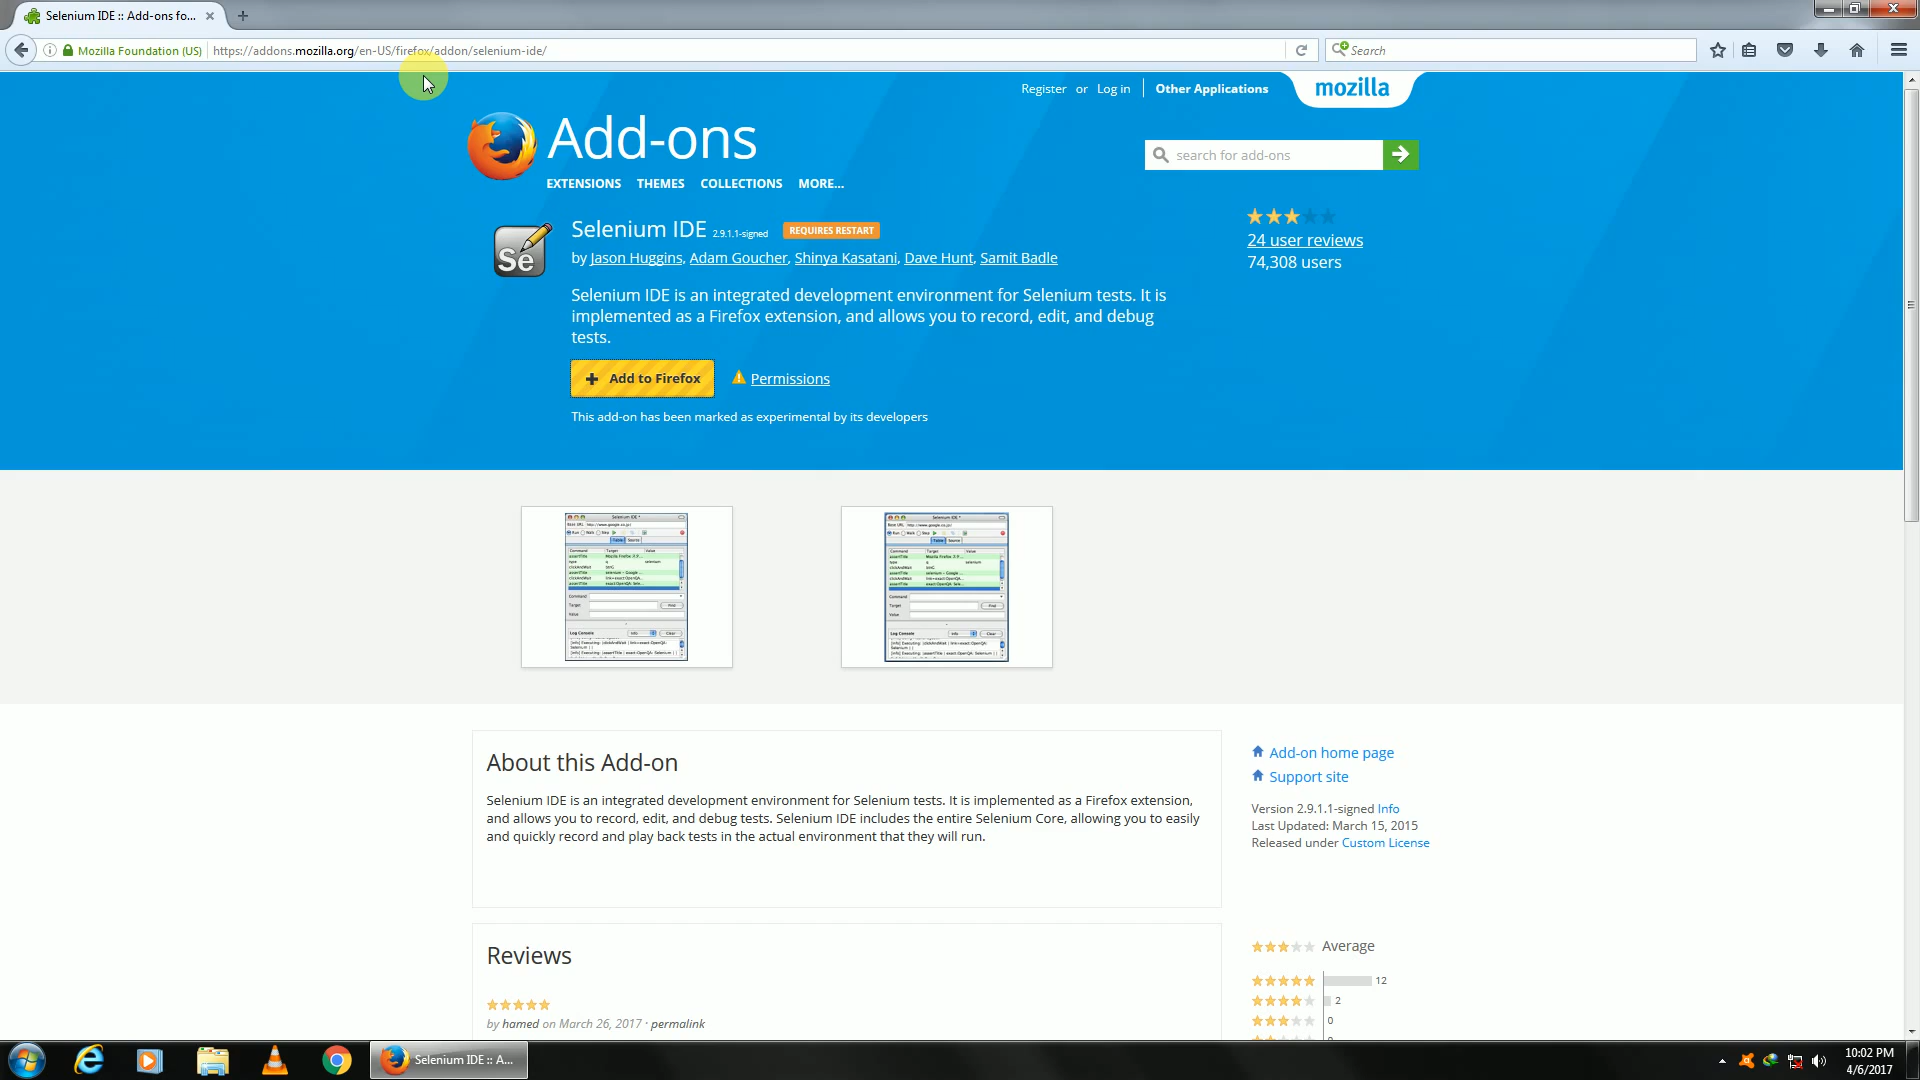 Selenium IDE :: Add-ons fo...
Mozilla Foundation (US)
https://addons.mozilla.org/en-US/firefox/addon/selenium-ide/
Search
Register or Log in
Other Applications
mozilla
Add-ons
search for add-ons
EXTENSIONS THEMES COLLECTIONS MORE...
Se
Selenium IDE 2.9.1.1-signed REQUIRES RESTART
by Jason Huggins, Adam Goucher, Shinya Kasatani, Dave Hunt, Samit Badle
24 user reviews
74,308 users
Selenium IDE is an integrated development environment for Selenium tests. It is
implemented as a Firefox extension, and allows you to record, edit, and debug
tests.
Add to Firefox
Permissions
This add-on has been marked as experimental by its developers
About this Add-on
Selenium IDE is an integrated development environment for Selenium tests. It is implemented as a Firefox extension,
and allows you to record, edit, and debug tests. Selenium IDE includes the entire Selenium Core, allowing you to easily
and quickly record and play back tests in the actual environment that they will run.
Add-on home page
Support site
Version 2.9.1.1-signed Info
Last Updated: March 15, 2015
Released under Custom License
Reviews
by hamed on March 26, 2017 · permalink
Average
12
2
0
Selenium IDE :: A...
10:02 PM
4/6/2017